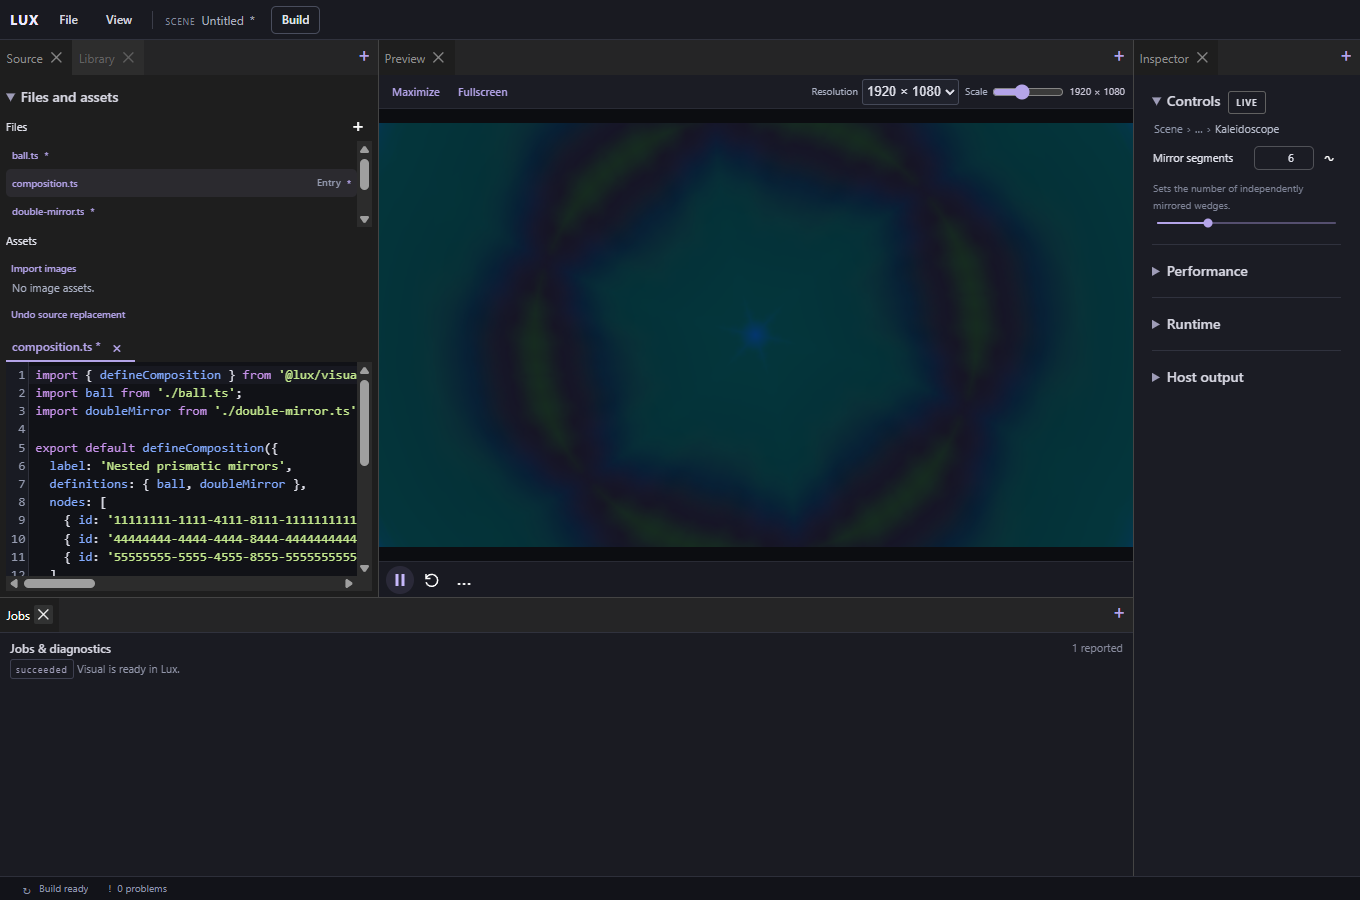 LUX File View SCENE Untitled * Build
Source Library +
Files and assets
Files +
ball.ts *
composition.ts Entry *
double-mirror.ts *
Assets
Import images
No image assets.
Undo source replacement
composition.ts * ×
1 import { defineComposition } from '@lux/visua
2 import ball from './ball.ts';
3 import doubleMirror from './double-mirror.ts'
4
5 export default defineComposition({
6 label: 'Nested prismatic mirrors',
7 definitions: { ball, doubleMirror },
8 nodes: [
9 { id: '11111111-1111-4111-8111-1111111111
10 { id: '44444444-4444-4444-8444-4444444444
11 { id: '55555555-5555-4555-8555-5555555555
12 ]
Preview +
Maximize Fullscreen Resolution 1920 × 1080 Scale 1920 × 1080
...
Inspector +
Controls LIVE
Scene › ... › Kaleidoscope
Mirror segments 6
Sets the number of independently
mirrored wedges.
Performance
Runtime
Host output
Jobs +
Jobs & diagnostics 1 reported
succeeded Visual is ready in Lux.
Build ready ! 0 problems